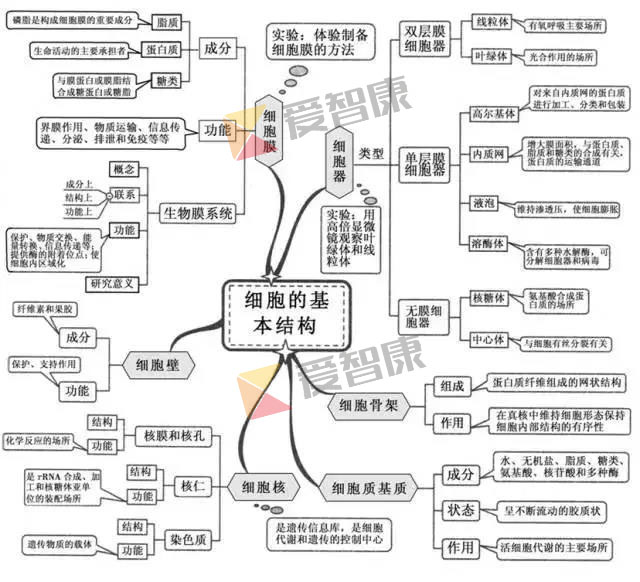 磷脂是构成细胞膜的重要成分
脂质
生命活动的主要承担者
蛋白质
与膜蛋白或膜脂结
合成糖蛋白或糖脂
糖类
成分
界膜作用、物质运输、信息传
递、分泌、排泄和免疫等等
功能
概念
成分上
结构上
功能上
联系
保护、物质交换、能
量转换、信息传递等;
提供酶的附着位点;使
细胞内区域化
功能
研究意义
生物膜系统
细胞膜
实验:体验制备
细胞膜的方法
细胞器
实验:用
高倍显微
镜观察叶
绿体和线
粒体
类型
双层膜
细胞器
线粒体
有氧呼吸主要场所
叶绿体
光合作用的场所
单层膜
细胞器
高尔基体
对来自内质网的蛋白质
进行加工、分类和包装
内质网
增大膜面积,与蛋白质、
脂质和糖类的合成有关,
蛋白质的运输通道
液泡
维持渗透压,使细胞膨胀
溶酶体
含有多种水解酶,可
分解细胞器和病毒
无膜细
胞器
核糖体
氨基酸合成蛋
白质的场所
中心体
与细胞有丝分裂有关
细胞的基
本结构
纤维素和果胶
成分
保护、支持作用
功能
细胞壁
结构
化学反应的场所
功能
核膜和核孔
结构
是 rRNA 合成、加
工和核糖体亚单
位的装配场所
功能
核仁
结构
遗传物质的载体
功能
染色质
细胞核
是遗传信息库,是细胞
代谢和遗传的控制中心
细胞骨架
组成
蛋白质纤维组成的网状结构
作用
在真核中维持细胞形态保持
细胞内部结构的有序性
细胞质基质
成分
水、无机盐、脂质、糖类、
氨基酸、核苷酸和多种酶
状态
呈不断流动的胶质状
作用
活细胞代谢的主要场所
爱智康
爱智康